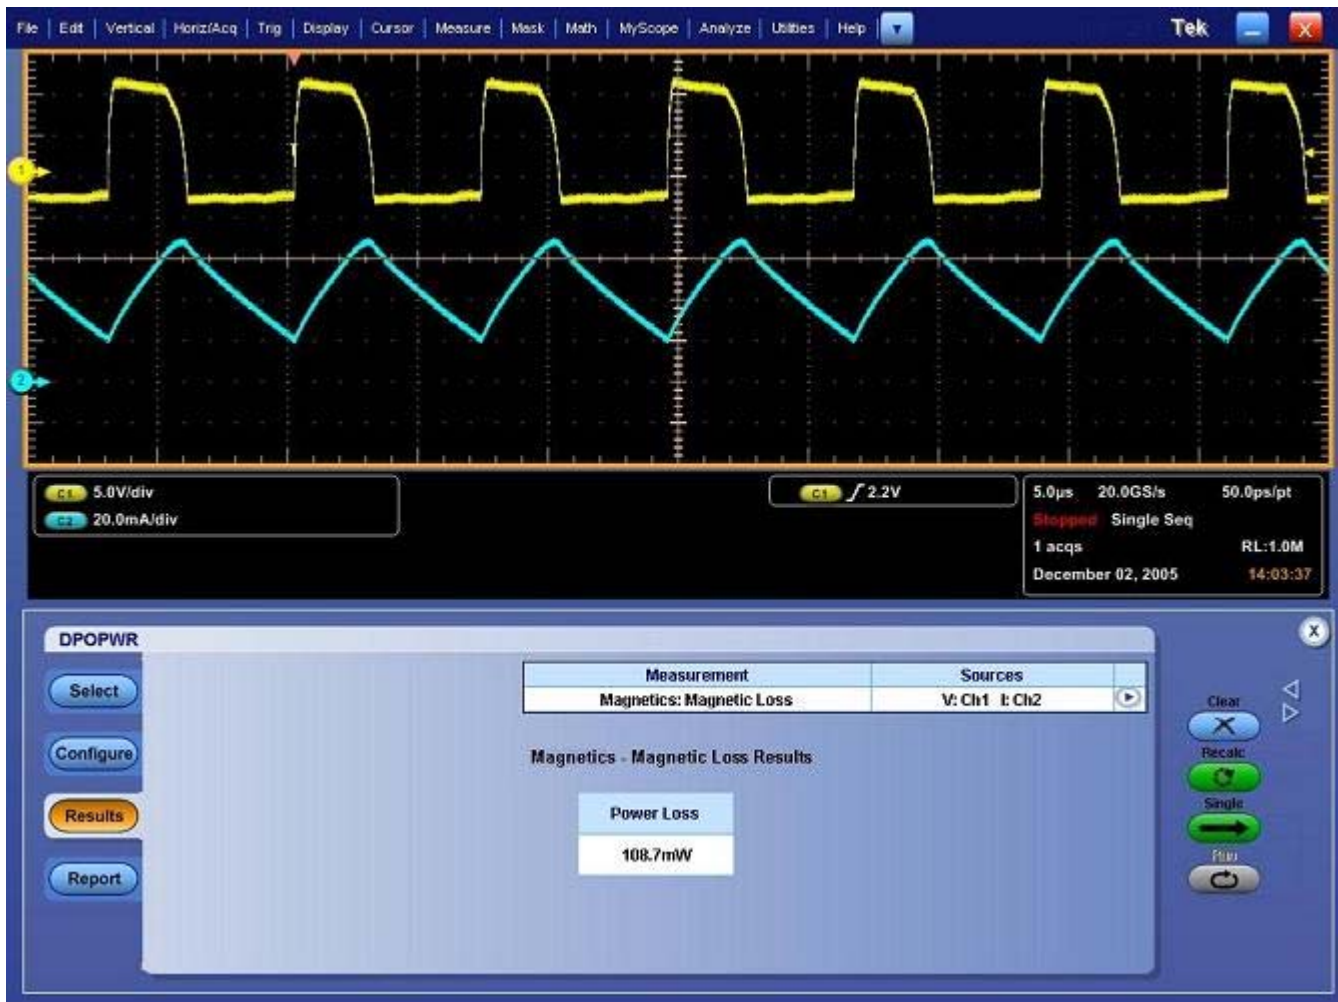 File | Edit | Vertical | Horiz/Acq | Trig | Display | Cursor | Measure | Mask | Math | MyScope | Analyze | Utilities | Help
Tek
X
1
2
C1 5.0V/div
C2 20.0mA/div
C1 2.2V
5.0µs 20.0GS/s 50.0ps/pt
Stopped Single Seq
1 acqs RL:1.0M
December 02, 2005 14:03:37
DPOPWR
X
Select
Configure
Results
Report
Measurement Sources
Magnetics: Magnetic Loss V: Ch1 I: Ch2
Magnetics - Magnetic Loss Results
Power Loss
108.7mW
Clear
Recalc
Single